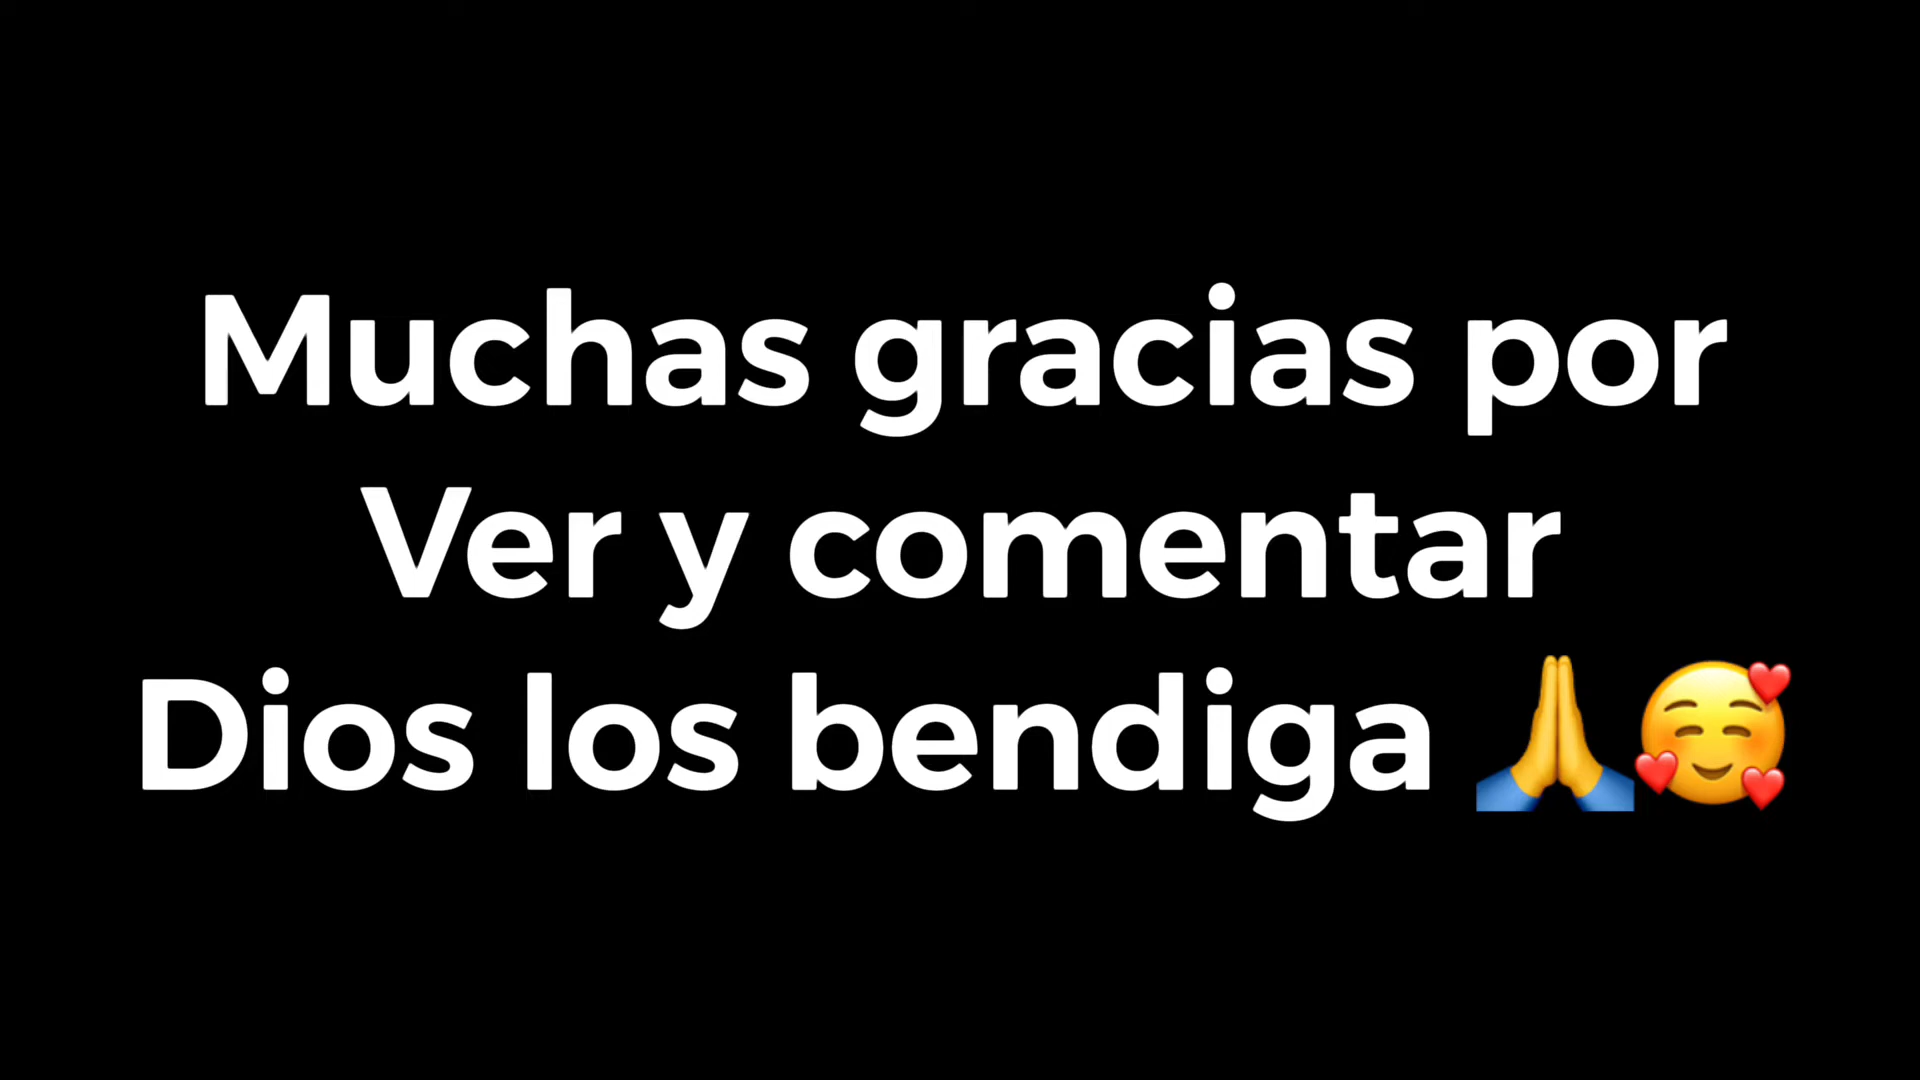 Muchas gracias por
Ver y comentar
Dios los bendiga 🙏🥰